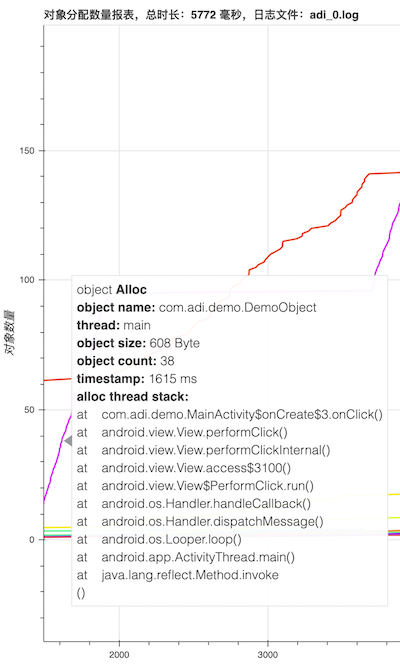 对象分配数量报表，总时长：5772 毫秒，日志文件：adi_0.log
对象数量
150
100
50
0
2000
3000
object Alloc
object name: com.adi.demo.DemoObject
thread: main
object size: 608 Byte
object count: 38
timestamp: 1615 ms
alloc thread stack:
at com.adi.demo.MainActivity$onCreate$3.onClick()
at android.view.View.performClick()
at android.view.View.performClickInternal()
at android.view.View.access$3100()
at android.view.View$PerformClick.run()
at android.os.Handler.handleCallback()
at android.os.Handler.dispatchMessage()
at android.os.Looper.loop()
at android.app.ActivityThread.main()
at java.lang.reflect.Method.invoke
()